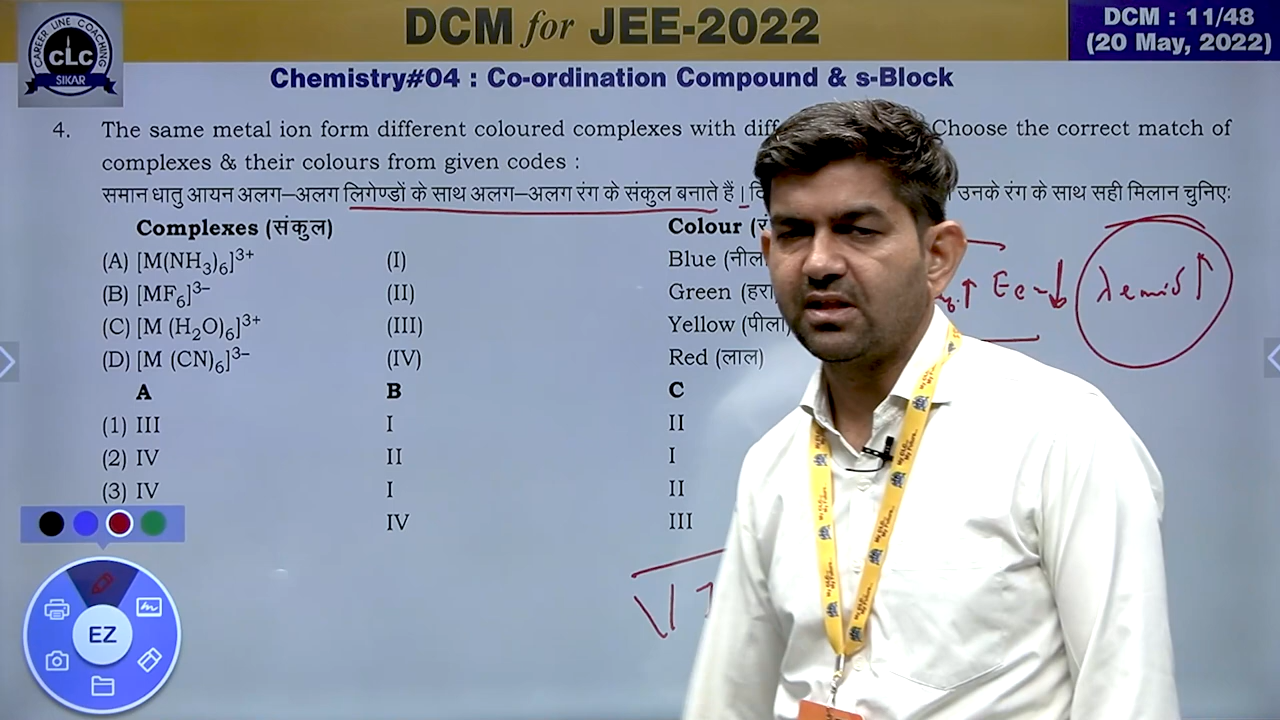 CAREER LINE COACHING
CLC
SIKAR
DCM for JEE-2022
DCM : 11/48
(20 May, 2022)
Chemistry#04 : Co-ordination Compound & s-Block
4. The same metal ion form different coloured complexes with Choose the correct match of
complexes & their colours from given codes :
समान धातु आयन अलग–अलग लिगेण्डों के साथ अलग–अलग रंग के संकुल बनाते हैं। उनके रंग के साथ सही मिलान चुनिए:
Complexes (संकुल) Colour
(A) [M(NH₃)₆]³⁺ (I) Blue (नीला
(B) [MF₆]³⁻ (II) Green (हरा
(C) [M (H₂O)₆]³⁺ (III) Yellow (पीला
(D) [M (CN)₆]³⁻ (IV) Red (लाल)
Ee-↓ λemid ↑
A B C
(1) III I II
(2) IV II I
(3) IV I II
IV III
V I
EZ